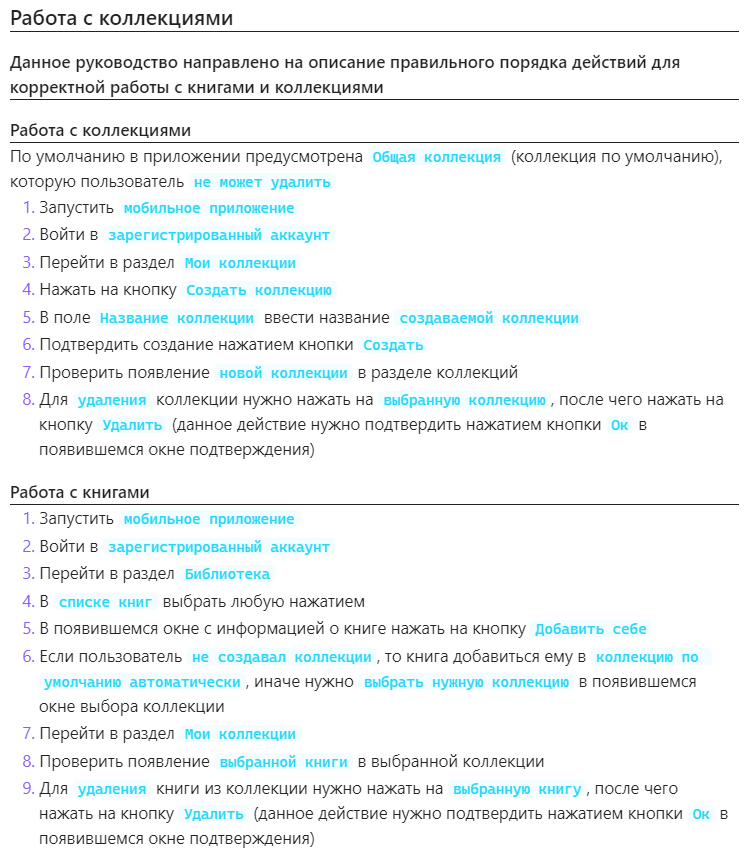 Работа с коллекциями
Данное руководство направлено на описание правильного порядка действий для
корректной работы с книгами и коллекциями
Работа с коллекциями
По умолчанию в приложении предусмотрена Общая коллекция (коллекция по умолчанию),
которую пользователь не может удалить
1. Запустить мобильное приложение
2. Войти в зарегистрированный аккаунт
3. Перейти в раздел Мои коллекции
4. Нажать на кнопку Создать коллекцию
5. В поле Название коллекции ввести название создаваемой коллекции
6. Подтвердить создание нажатием кнопки Создать
7. Проверить появление новой коллекции в разделе коллекций
8. Для удаления коллекции нужно нажать на выбранную коллекцию, после чего нажать на
кнопку Удалить (данное действие нужно подтвердить нажатием кнопки Ок в
появившемся окне подтверждения)
Работа с книгами
1. Запустить мобильное приложение
2. Войти в зарегистрированный аккаунт
3. Перейти в раздел Библиотека
4. В списке книг выбрать любую нажатием
5. В появившемся окне с информацией о книге нажать на кнопку Добавить себе
6. Если пользователь не создавал коллекции, то книга добавиться ему в коллекцию по
умолчанию автоматически, иначе нужно выбрать нужную коллекцию в появившемся
окне выбора коллекции
7. Перейти в раздел Мои коллекции
8. Проверить появление выбранной книги в выбранной коллекции
9. Для удаления книги из коллекции нужно нажать на выбранную книгу, после чего
нажать на кнопку Удалить (данное действие нужно подтвердить нажатием кнопки Ок в
появившемся окне подтверждения)